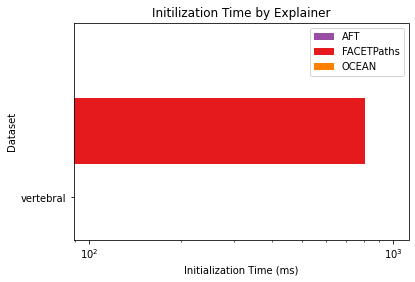 Initilization Time by Explainer
AFT
FACETPaths
OCEAN
Dataset
vertebral
10²
10³
Initialization Time (ms)